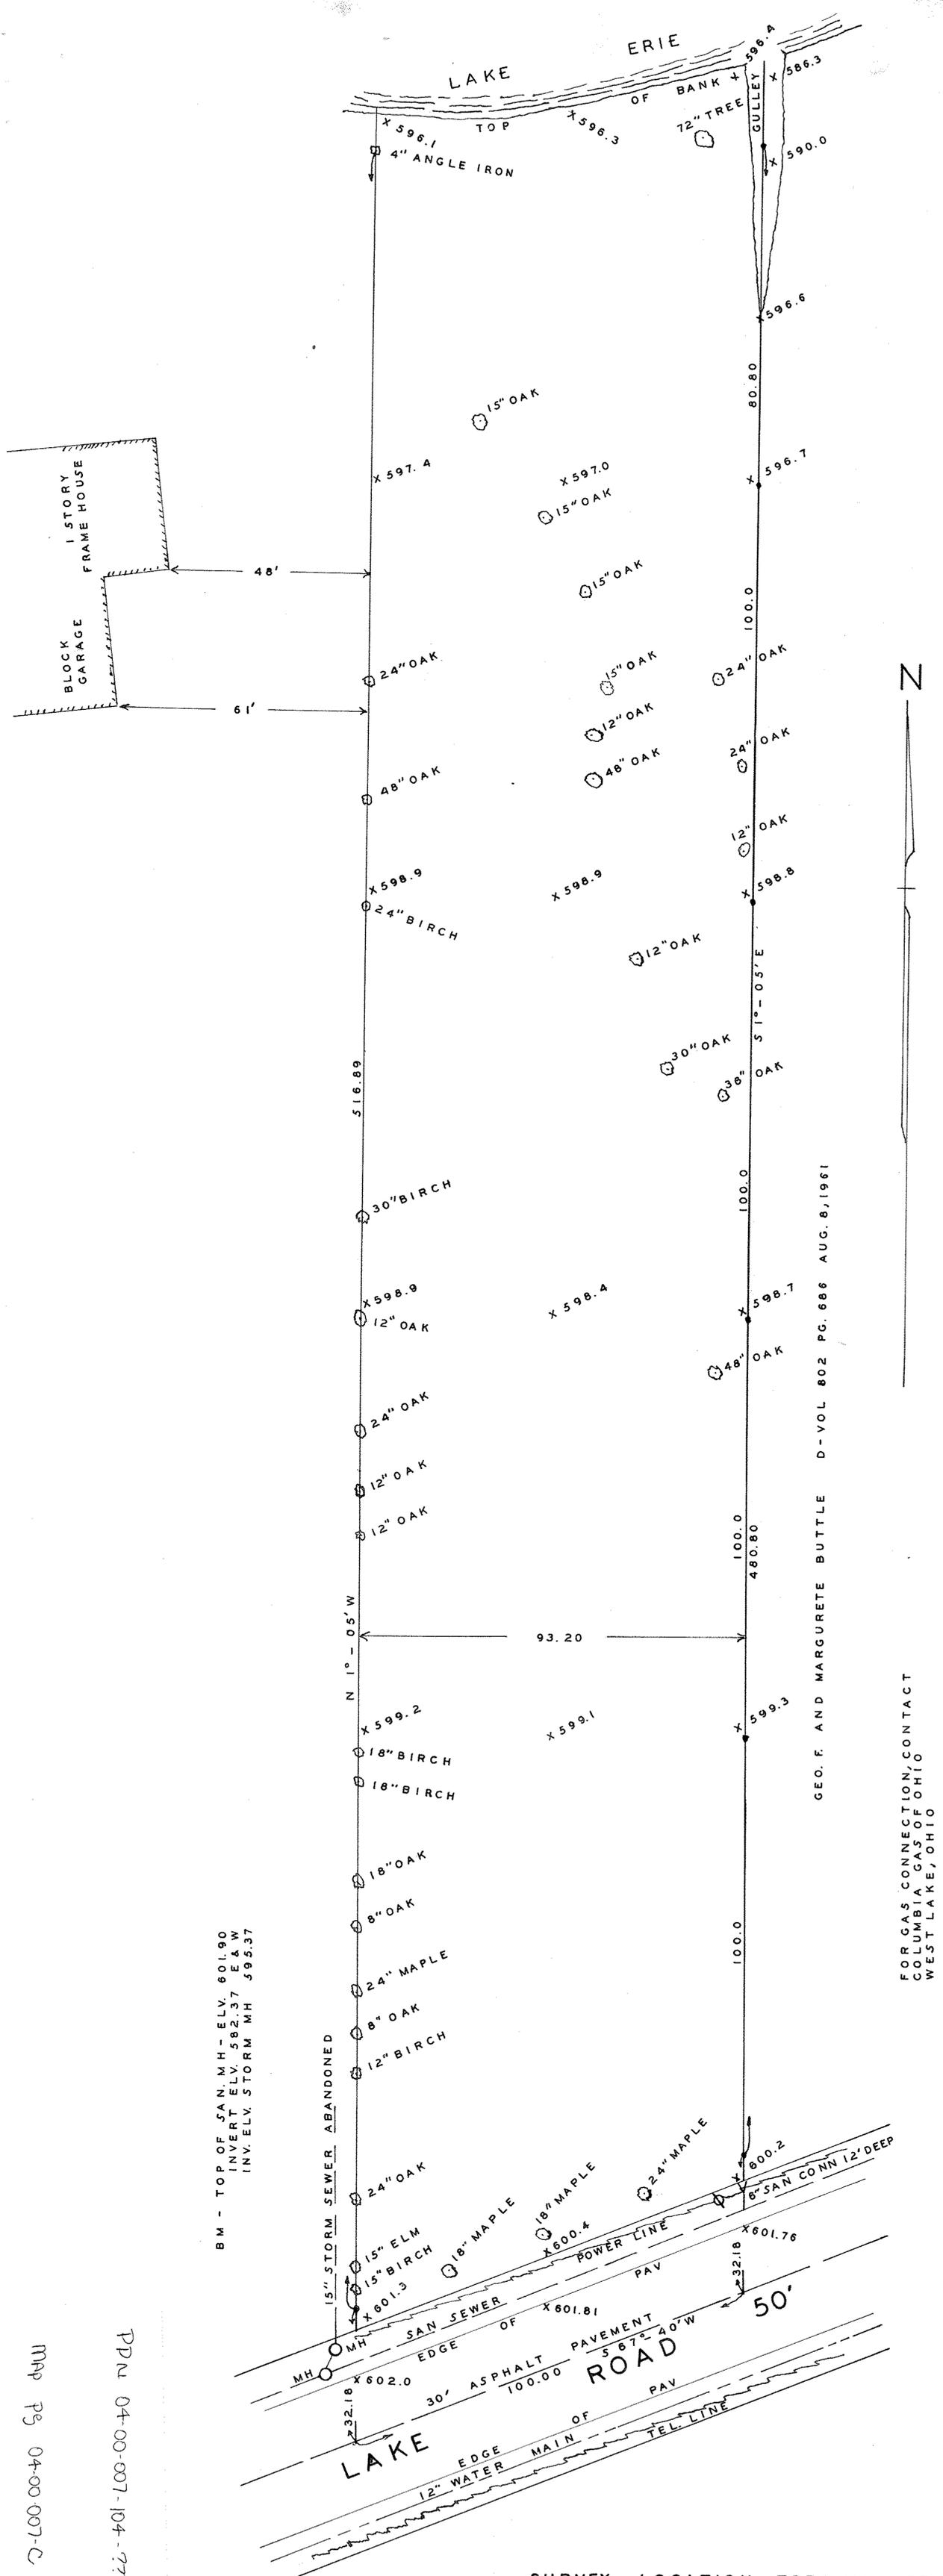 LAKE ERIE
TOP OF BANK
X 596.1
X 596.3
596.4
X 586.3
GULLEY
72" TREE
X 590.0
4" ANGLE IRON
X 596.6
80.80
15" OAK
X 597.4
X 597.0
X 596.7
15" OAK
1 STORY
FRAME HOUSE
48'
15" OAK
100.0
BLOCK
GARAGE
24" OAK
15" OAK
24" OAK
61'
12" OAK
48" OAK
48" OAK
24" OAK
12" OAK
X 598.9
X 598.9
X 598.8
24" BIRCH
12" OAK
S 1° - 05' E
30" OAK
36" OAK
516.89
100.0
30" BIRCH
X 598.9
X 598.4
X 598.7
12" OAK
48" OAK
24" OAK
12" OAK
12" OAK
100.0
480.80
GEO. F. AND MARGURETE BUTTLE D-VOL 802 PG. 686 AUG. 8, 1961
N
N 1° - 05' W
93.20
X 599.2
X 599.1
X 599.3
18" BIRCH
18" BIRCH
18" OAK
8" OAK
24" MAPLE
8" OAK
12" BIRCH
100.0
FOR GAS CONNECTION, CONTACT
COLUMBIA GAS OF OHIO
WEST LAKE, OHIO
BM - TOP OF SAN. MH - ELV. 601.90
INVERT ELV. 582.37 E & W
INV. ELV. STORM MH 595.37
15" STORM SEWER ABANDONED
24" OAK
15" ELM
15" BIRCH
X 601.3
18" MAPLE
18" MAPLE
24" MAPLE
X 600.4
X 600.2
6" SAN CONN 12' DEEP
POWER LINE
SAN SEWER
MH
MH
EDGE OF PAV
X 602.0
X 601.81
X 601.76
32.18
32.18
30' ASPHALT PAVEMENT
100.00 S 67° - 40' W
LAKE ROAD 50'
EDGE OF PAV
12" WATER MAIN
TEL. LINE
PPN 04-00-007-104-??
MAP PG 04-00-007-C